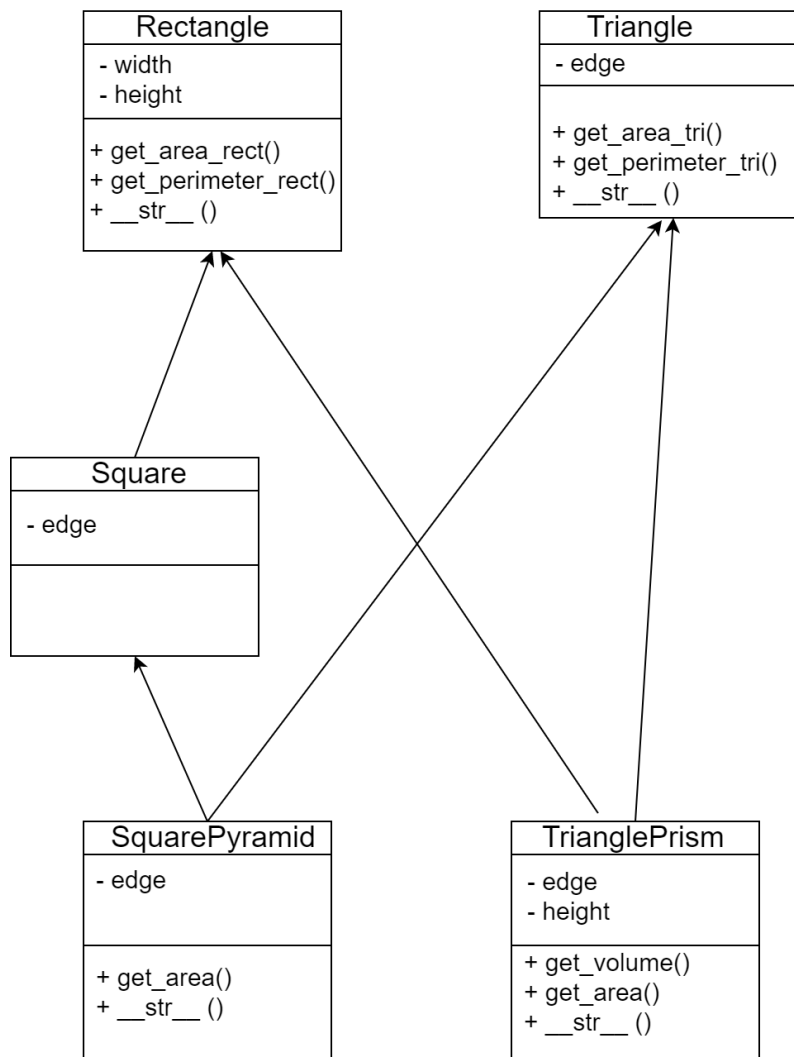 Rectangle
- width
- height
+ get_area_rect()
+ get_perimeter_rect()
+ __str__ ()
Triangle
- edge
+ get_area_tri()
+ get_perimeter_tri()
+ __str__ ()
Square
- edge
SquarePyramid
- edge
+ get_area()
+ __str__ ()
TrianglePrism
- edge
- height
+ get_volume()
+ get_area()
+ __str__ ()